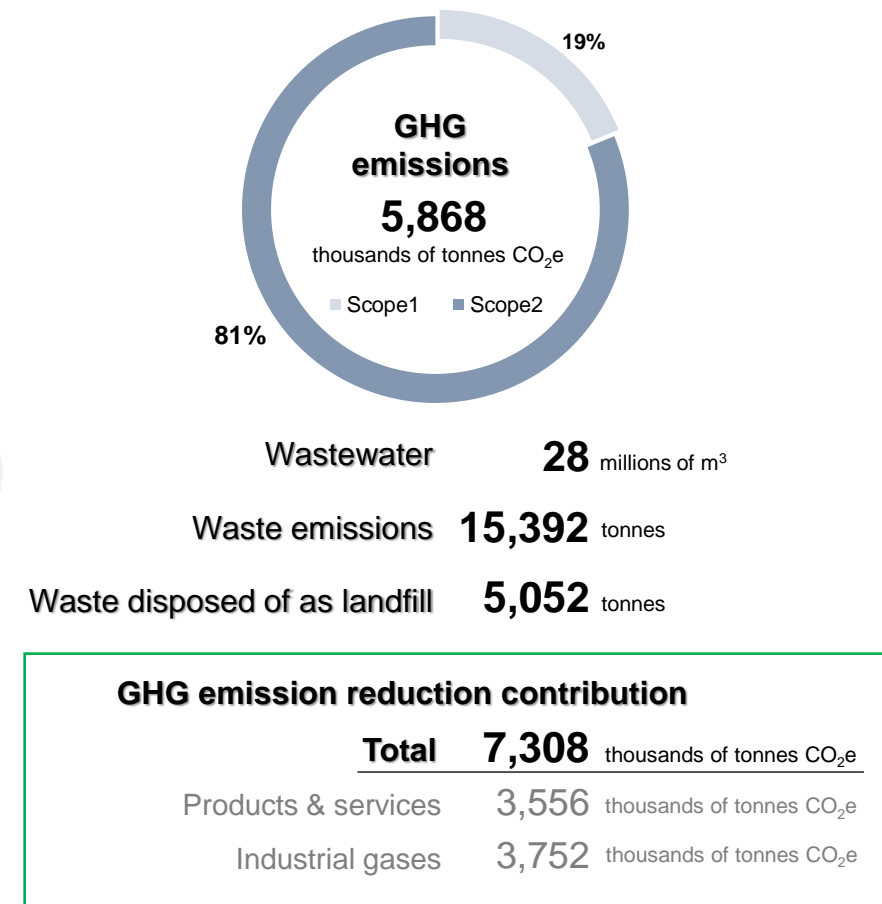 19%
GHG
emissions
5,868
thousands of tonnes CO₂e
Scope1 Scope2
81%
Wastewater 28 millions of m³
Waste emissions 15,392 tonnes
Waste disposed of as landfill 5,052 tonnes
GHG emission reduction contribution
Total 7,308 thousands of tonnes CO₂e
Products & services 3,556 thousands of tonnes CO₂e
Industrial gases 3,752 thousands of tonnes CO₂e